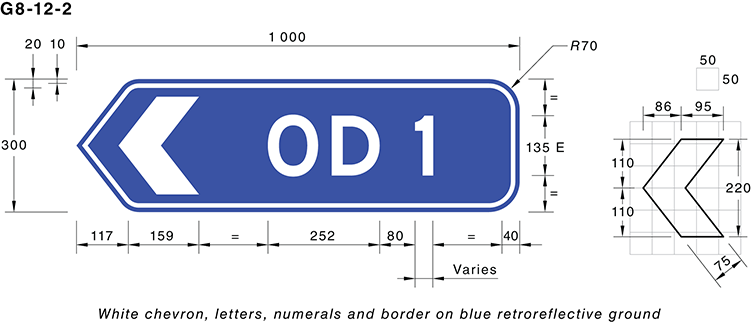 G8-12-2
1 000
20 10
R70
50
50
86 95
=
300
OD 1
135 E
=
110
110
220
75
117 159 = 252 80 = 40
Varies
White chevron, letters, numerals and border on blue retroreflective ground